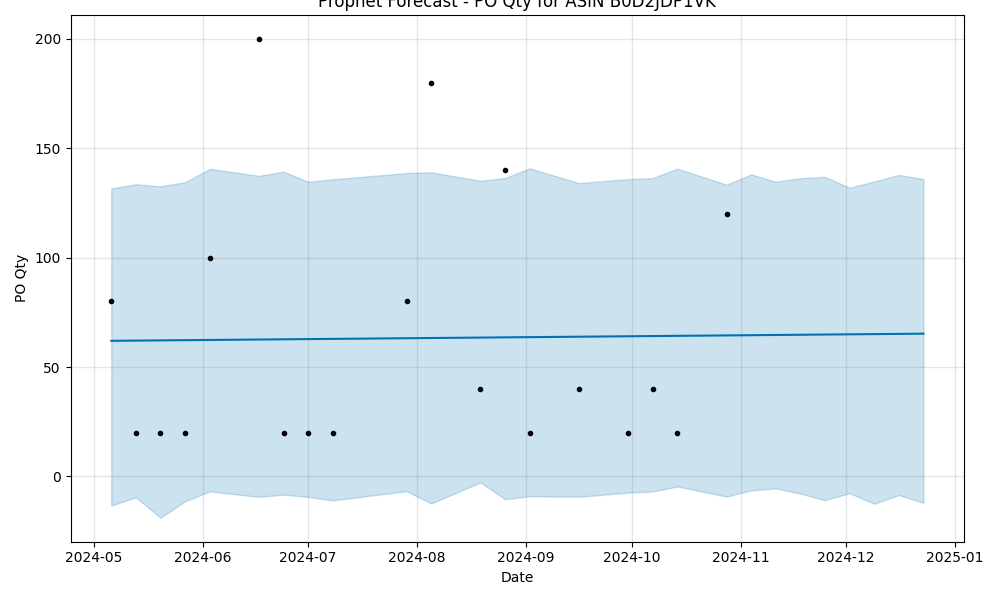 Prophet Forecast - PO Qty for ASIN B0D2JDP1VK
200
150
100
50
0
PO Qty
2024-05 2024-06 2024-07 2024-08 2024-09 2024-10 2024-11 2024-12 2025-01
Date